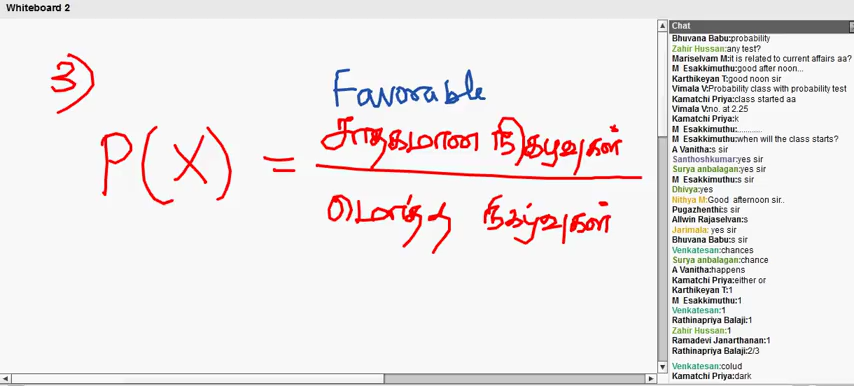 Whiteboard 2
3)
Favorable
P(X) = சாதகமான நிகழ்வுகள்
மொத்த நிகழ்வுகள்
Chat
Bhuvana Babu:probability
Zahir Hussain:any test?
Mariselvam M:it is related to current affairs aa?
M Esakkimuthu:good after noon...
Karthikeyan T:good noon sir
Vimala V:Probability class with probability test
Kamatchi Priya:class started aa
Vimala V:no. at 2.25
Kamatchi Priya:k
M Esakkimuthu:............
M Esakkimuthu:when will the class starts?
A Vanitha:s sir
Santhoshkumar:yes sir
Surya anbalagan:yes sir
M Esakkimuthu:s sir
Dhivya:yes
Nithya M:Good afternoon sir..
Pugazhenthi:s sir
Allwin Rajaselvan:s
Jarimala: yes sir
Bhuvana Babu:s sir
Venkatesan:chances
Surya anbalagan:chance
A Vanitha:happens
Kamatchi Priya:either or
Karthikeyan T:1
M Esakkimuthu:1
Venkatesan:1
Rathinapriya Balaji:1
Zahir Hussain:1
Ramadevi Janarthanan:1
Rathinapriya Balaji:2/3
Venkatesan:colud
Kamatchi Priya:dark